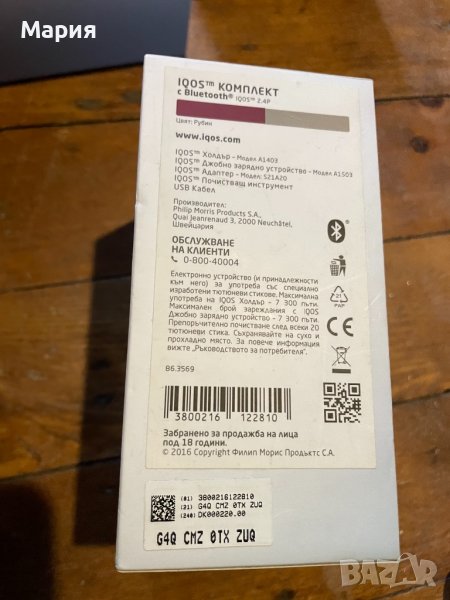 Мария
IQOS™ КОМПЛЕКТ
с Bluetooth® IQOS™ 2.4P
Цвят: Рубин
www.iqos.com
IQOS™ Холдър – Модел A1403
IQOS™ Джобно зарядно устройство – Модел A1503
IQOS™ Адаптер – Модел: S21A20
IQOS™ Почистващ инструмент
USB Кабел
Производител:
Philip Morris Products S.A.,
Quai Jeanrenaud 3, 2000 Neuchâtel,
Швейцария
ОБСЛУЖВАНЕ
НА КЛИЕНТИ
0-800-40004
Електронно устройство (и принадлежности
към него) за употреба със специално
изработени тютюневи стикове. Максимална
употреба на IQOS Холдър - 7 300 пъти.
Максимален брой зареждания с IQOS
Джобно зарядно устройство - 7 300 пъти.
Препоръчително почистване след всеки 20
тютюневи стика. Съхранявайте на сухо и
прохладно място. За повече информация
вижте „Ръководството за потребителя".
21
PAP
CE
86.3569
3800216 122810
Забранено за продажба на лица
под 18 години.
© 2016 Copyright Филип Морис Продъктс С.А.
(01) 3800216122810
(21) G4Q CMZ 0TX ZUQ
(240) DK000220.00
G4Q CMZ 0TX ZUQ
bazar.bg